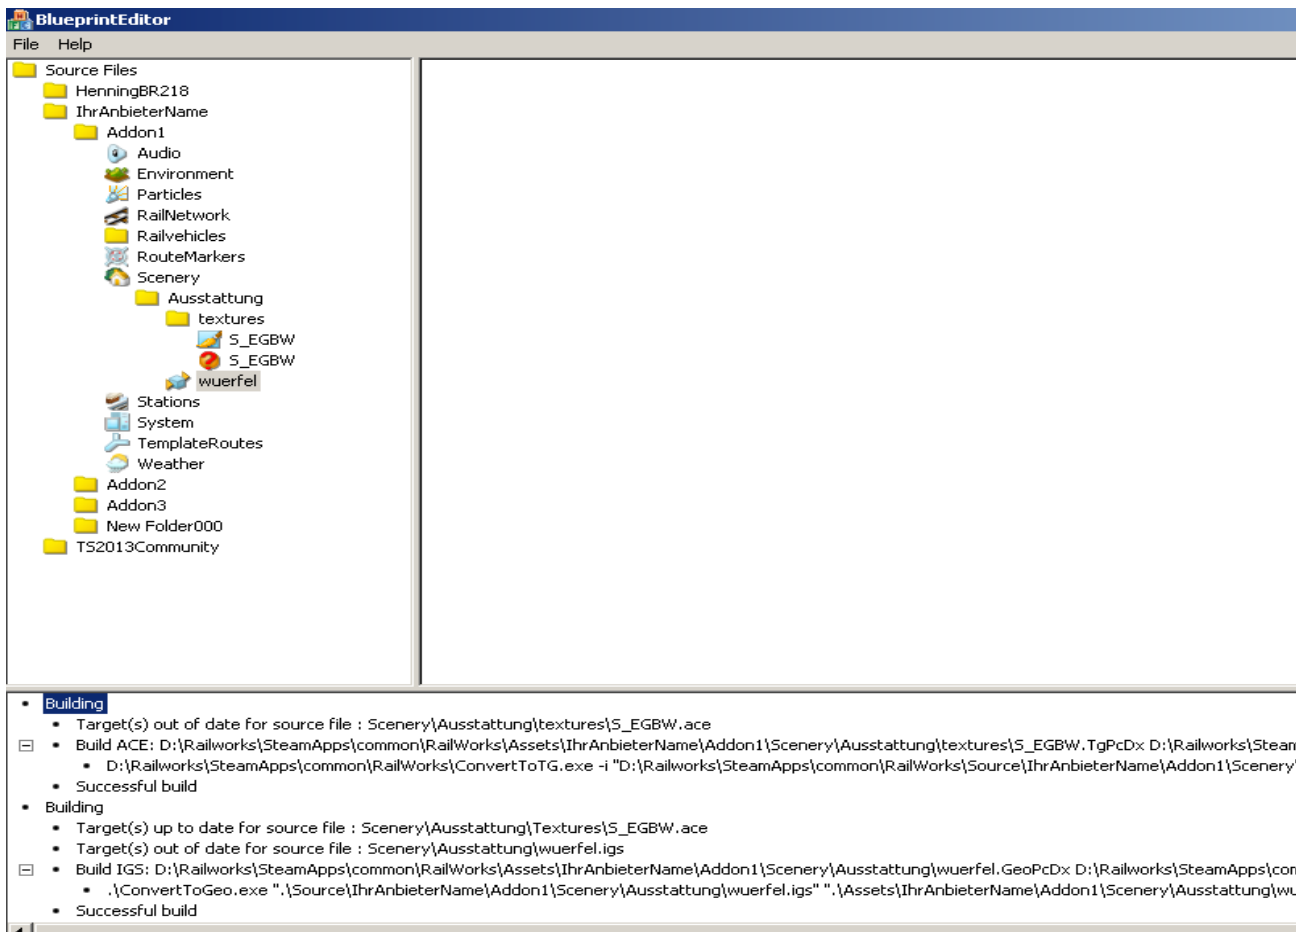 BlueprintEditor
File Help
Source Files
HenningBR218
IhrAnbieterName
Addon1
Audio
Environment
Particles
RailNetwork
Railvehicles
RouteMarkers
Scenery
Ausstattung
textures
S_EGBW
S_EGBW
wuerfel
Stations
System
TemplateRoutes
Weather
Addon2
Addon3
New Folder000
TS2013Community
Building
Target(s) out of date for source file : Scenery\Ausstattung\textures\S_EGBW.ace
Build ACE: D:\Railworks\SteamApps\common\RailWorks\Assets\IhrAnbieterName\Addon1\Scenery\Ausstattung\textures\S_EGBW.TgPcDx D:\Railworks\Steam
D:\Railworks\SteamApps\common\RailWorks\ConvertToTG.exe -i "D:\Railworks\SteamApps\common\RailWorks\Source\IhrAnbieterName\Addon1\Scenery\
Successful build
Building
Target(s) up to date for source file : Scenery\Ausstattung\Textures\S_EGBW.ace
Target(s) out of date for source file : Scenery\Ausstattung\wuerfel.igs
Build IGS: D:\Railworks\SteamApps\common\RailWorks\Assets\IhrAnbieterName\Addon1\Scenery\Ausstattung\wuerfel.GeoPcDx D:\Railworks\SteamApps\com
.\ConvertToGeo.exe ".\Source\IhrAnbieterName\Addon1\Scenery\Ausstattung\wuerfel.igs" ".\Assets\IhrAnbieterName\Addon1\Scenery\Ausstattung\wu
Successful build